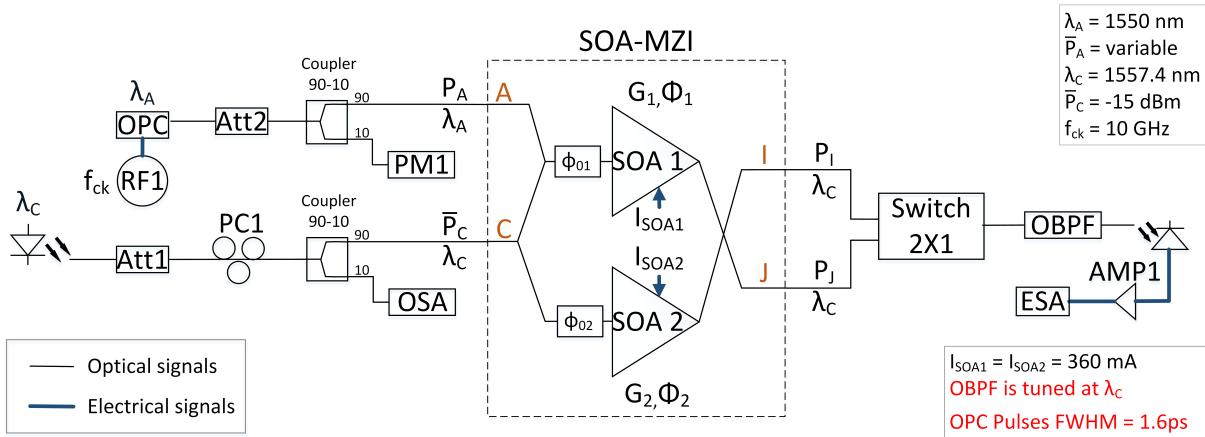 SOA-MZI
λA = 1550 nm
P̅A = variable
λC = 1557.4 nm
P̅C = -15 dBm
fck = 10 GHz
λA
OPC
Att2
Coupler
90-10
90
10
PM1
PA
λA
A
fck
RF1
λC
Att1
PC1
Coupler
90-10
90
10
OSA
P̅C
λC
C
G1,Φ1
ϕ01
SOA 1
ISOA1
ISOA2
ϕ02
SOA 2
G2,Φ2
I
PI
λC
J
PJ
λC
Switch
2X1
OBPF
AMP1
ESA
Optical signals
Electrical signals
ISOA1 = ISOA2 = 360 mA
OBPF is tuned at λC
OPC Pulses FWHM = 1.6ps